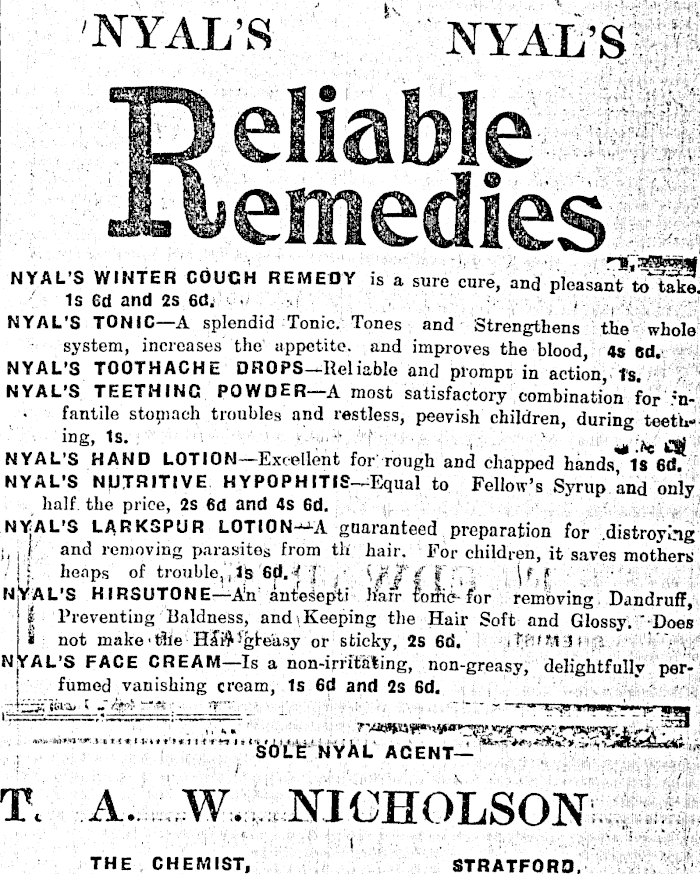 NYAL'S NYAL'S
Reliable
Remedies
NYAL'S WINTER COUGH REMEDY is a sure cure, and pleasant to take.
1s 6d and 2s 6d.
NYAL'S TONIC—A splendid Tonic. Tones and Strengthens the whole
system, increases the appetite. and improves the blood, 4s 6d.
NYAL'S TOOTHACHE DROPS—Reliable and prompt in action, 1s.
NYAL'S TEETHING POWDER—A most satisfactory combination for in-
fantile stomach troubles and restless, peevish children, during teeth-
ing, 1s.
NYAL'S HAND LOTION—Excellent for rough and chapped hands, 1s 6d.
NYAL'S NUTRITIVE HYPOPHITIS—Equal to Fellow's Syrup and only
half the price, 2s 6d and 4s 6d.
NYAL'S LARKSPUR LOTION—A guaranteed preparation for distroying
and removing parasites from th hair. For children, it saves mothers
heaps of trouble, 1s 6d.
NYAL'S HIRSUTONE—An antesepti hair tonic for removing Dandruff,
Preventing Baldness, and Keeping the Hair Soft and Glossy. Does
not make the Hair greasy or sticky, 2s 6d.
NYAL'S FACE CREAM—Is a non-irritating, non-greasy, delightfully per-
fumed vanishing cream, 1s 6d and 2s 6d.
SOLE NYAL AGENT—
T. A. W. NICHOLSON
THE CHEMIST, STRATFORD.